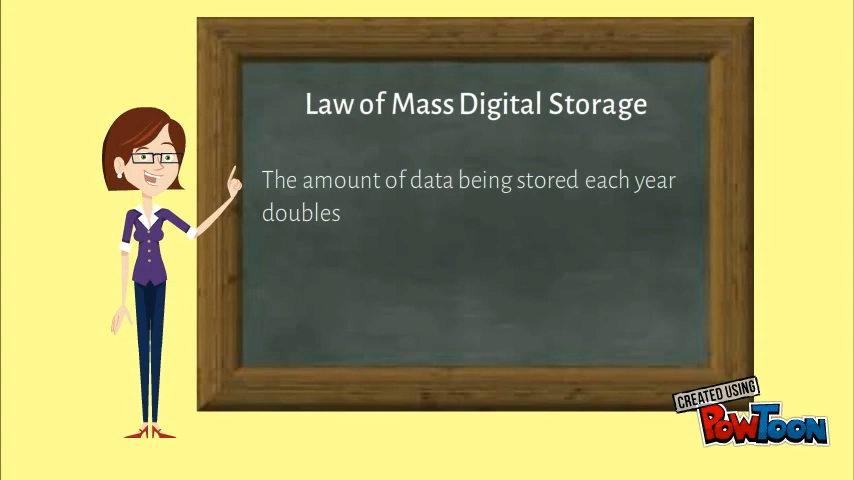 Law of Mass Digital Storage
The amount of data being stored each year
doubles
CREATED USING
POWTOON